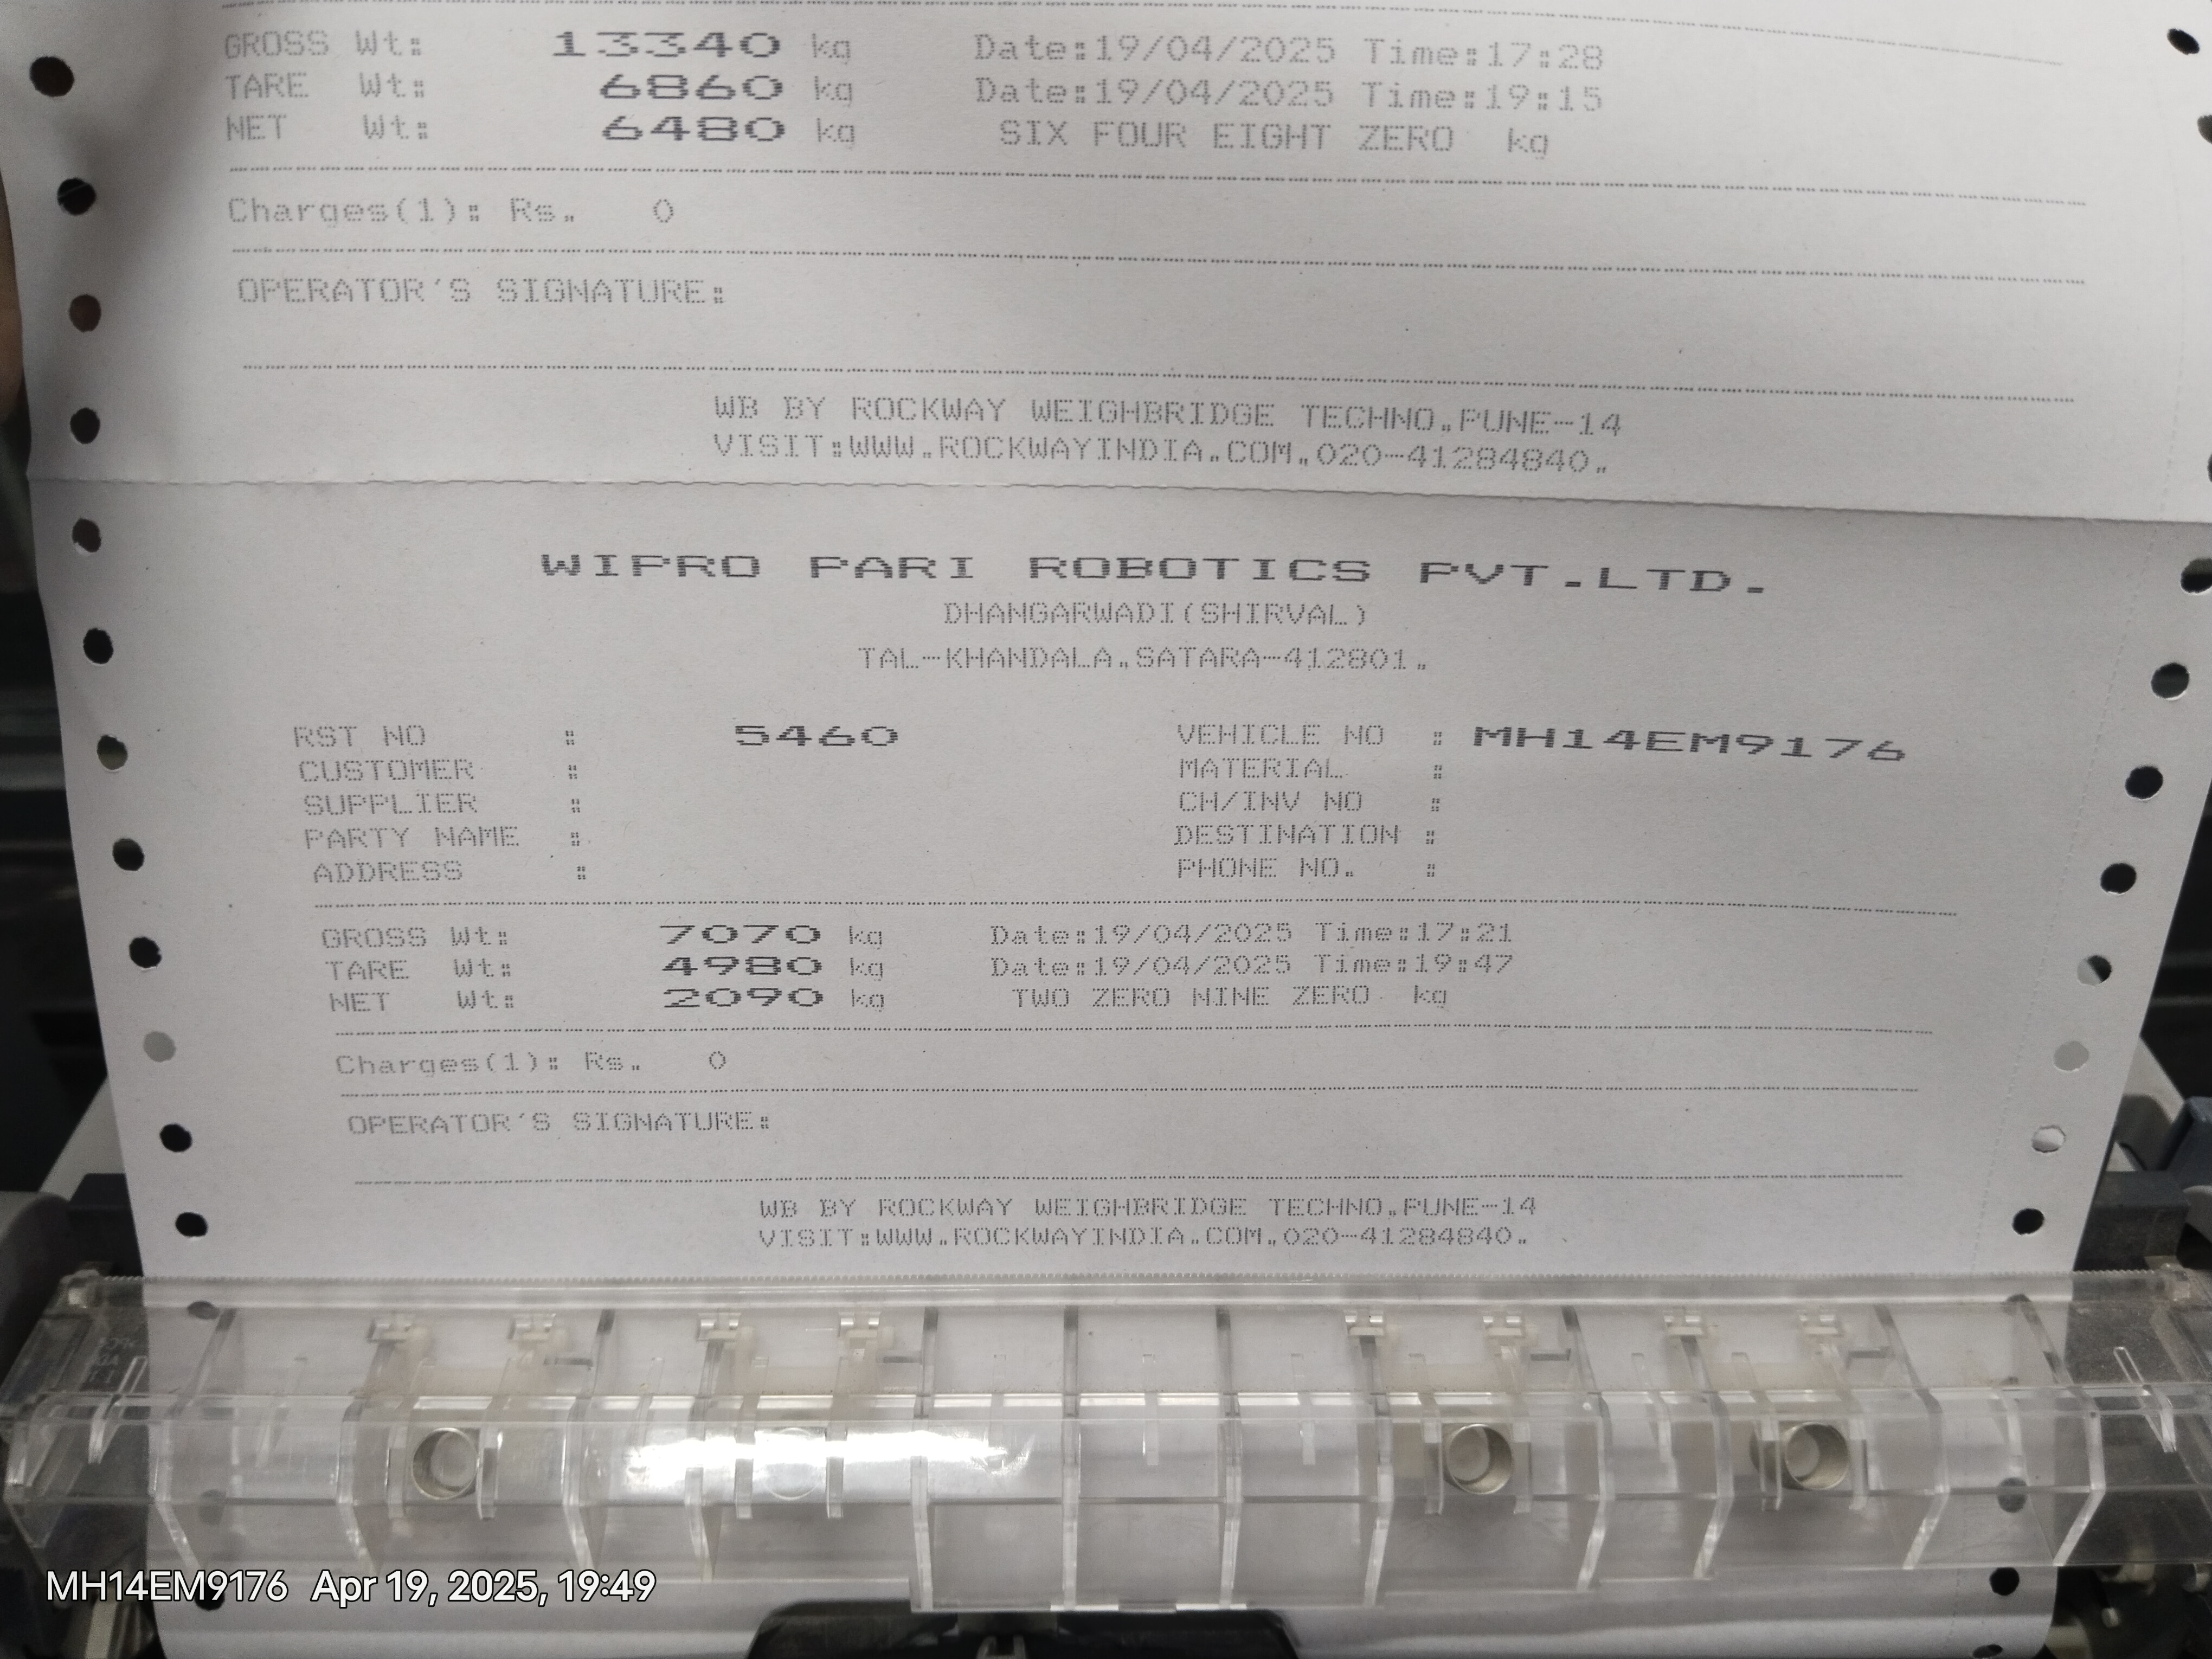 GROSS Wt: 13340 kg Date:19/04/2025 Time:17:28
TARE Wt: 6860 kg Date:19/04/2025 Time:19:15
NET Wt: 6480 kg SIX FOUR EIGHT ZERO kg
Charges(1): Rs. 0
OPERATOR'S SIGNATURE:
WB BY ROCKWAY WEIGHBRIDGE TECHNO.PUNE-14
VISIT:WWW.ROCKWAYINDIA.COM.020-41284840.
WIPRO PARI ROBOTICS PVT.LTD.
DHANGARWADI(SHIRVAL)
TAL-KHANDALA.SATARA-412801.
RST NO : 5460 VEHICLE NO : MH14EM9176
CUSTOMER : MATERIAL :
SUPPLIER : CH/INV NO :
PARTY NAME : DESTINATION :
ADDRESS : PHONE NO. :
GROSS Wt: 7070 kg Date:19/04/2025 Time:17:21
TARE Wt: 4980 kg Date:19/04/2025 Time:19:47
NET Wt: 2090 kg TWO ZERO NINE ZERO kg
Charges(1): Rs. 0
OPERATOR'S SIGNATURE:
WB BY ROCKWAY WEIGHBRIDGE TECHNO.PUNE-14
VISIT:WWW.ROCKWAYINDIA.COM.020-41284840.
MH14EM9176 Apr 19, 2025, 19:49